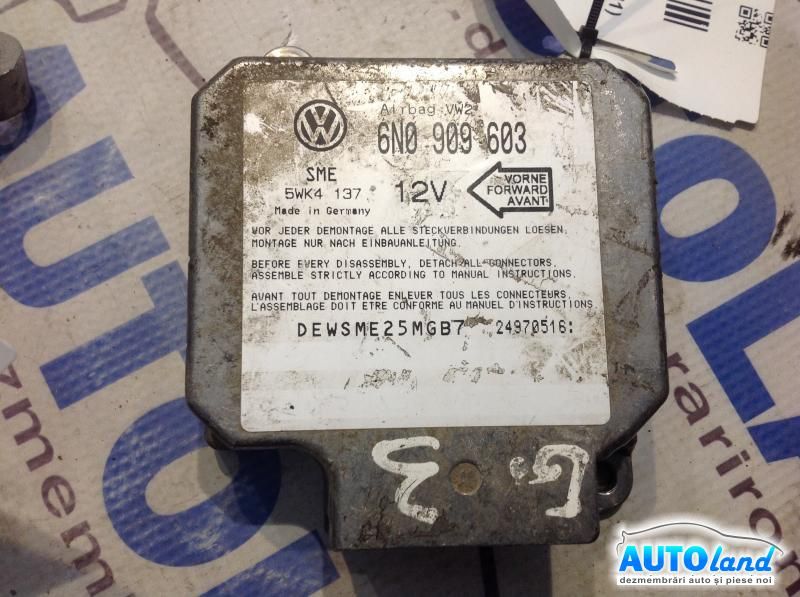 Airbag VW2
6N0 909 603
SME
5WK4 137
12V
VORNE
FORWARD
AVANT
Made in Germany
VOR JEDER DEMONTAGE ALLE STECKVERBINDUNGEN LOESEN.
MONTAGE NUR NACH EINBAUANLEITUNG.
BEFORE EVERY DISASSEMBLY, DETACH ALL CONNECTORS.
ASSEMBLE STRICTLY ACCORDING TO MANUAL INSTRUCTIONS.
AVANT TOUT DEMONTAGE ENLEVER TOUS LES CONNECTEURS.
L'ASSEMBLAGE DOIT ETRE CONFORME AU MANUEL D'INSTRUCTIONS.
DEWSME25MGB7 24970516:
3
G
AUTOland
dezmembrări auto și piese noi